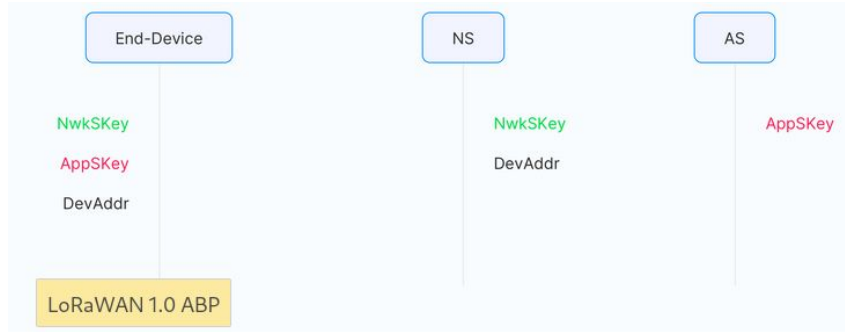 End-Device
NS
AS
NwkSKey
NwkSKey
AppSKey
AppSKey
DevAddr
DevAddr
LoRaWAN 1.0 ABP